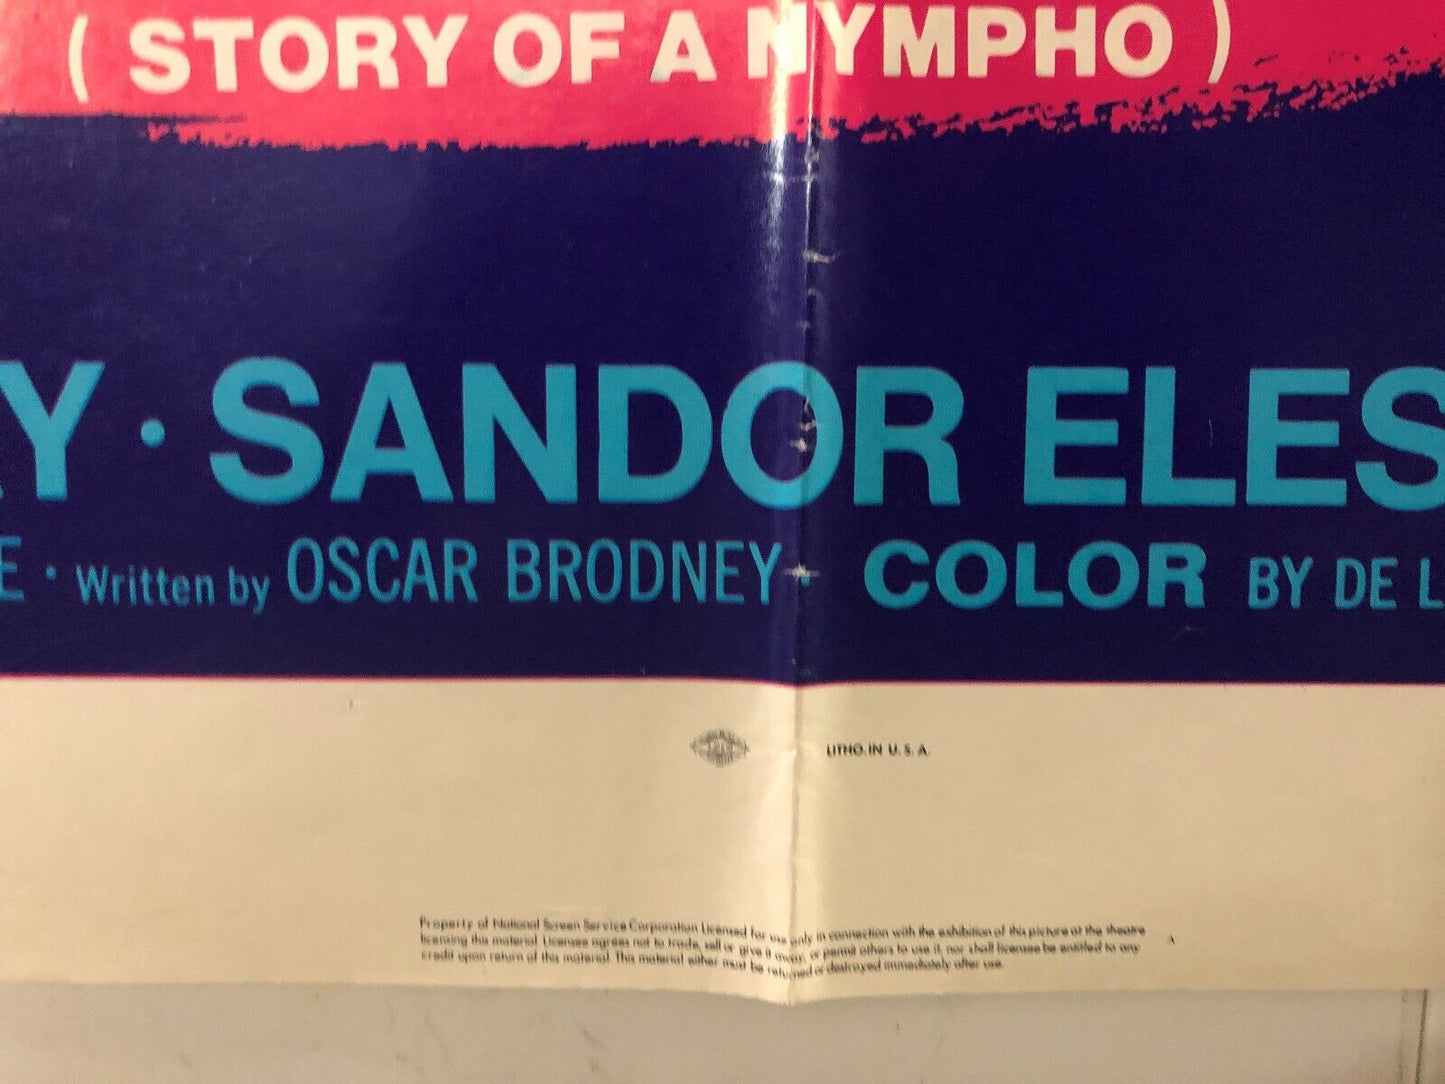 ( STORY OF A NYMPHO )
Y · SANDOR ELES
E · Written by OSCAR BRODNEY · COLOR BY DE L
LITHO. IN U. S. A.
Property of National Screen Service Corporation Licensed for use only in connection with the exhibition of this picture at the theatre
licensing this material. Licensee agrees not to trade, sell or give it away, or permit others to use it, nor shall licensee be entitled to any
credit upon return of this material. This material either must be returned or destroyed immediately after use.
A